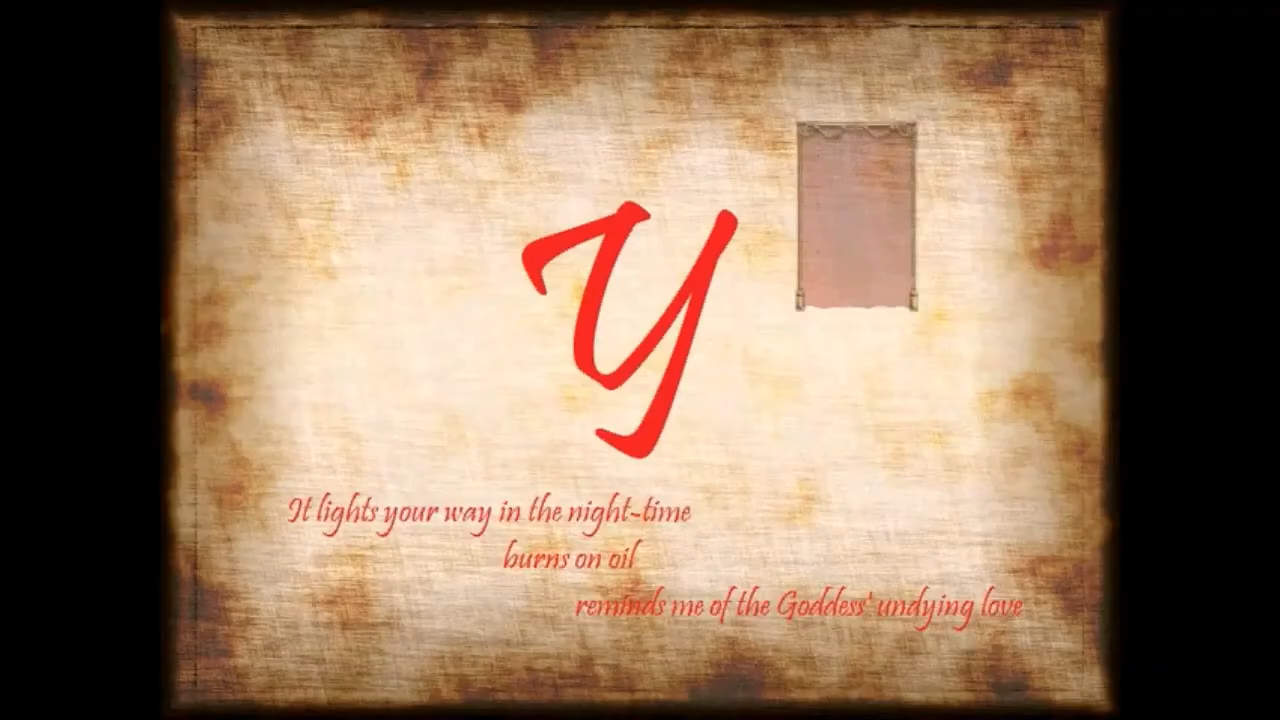 Y
It lights your way in the night-time
burns on oil
reminds me of the Goddess' undying love